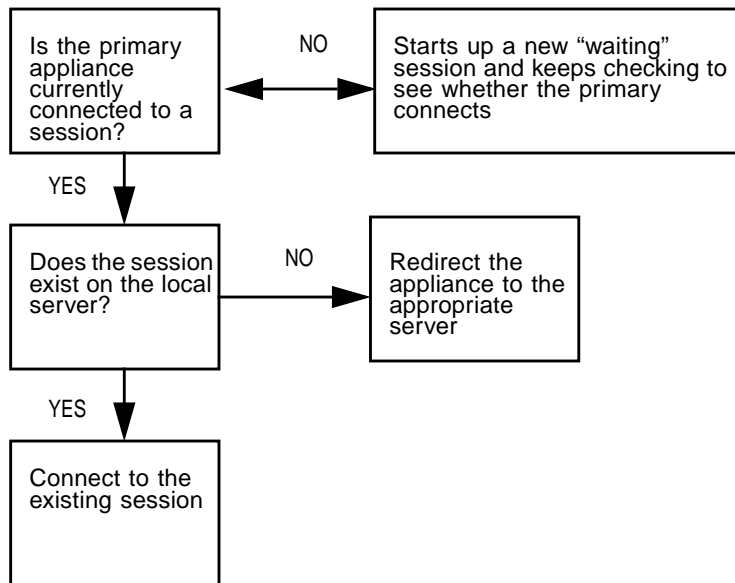 Is the primary
appliance
currently
connected to a
session?
NO
Starts up a new “waiting”
session and keeps checking to
see whether the primary
connects
YES
Does the session
exist on the local
server?
NO
Redirect the
appliance to the
appropriate
server
YES
Connect to the
existing session